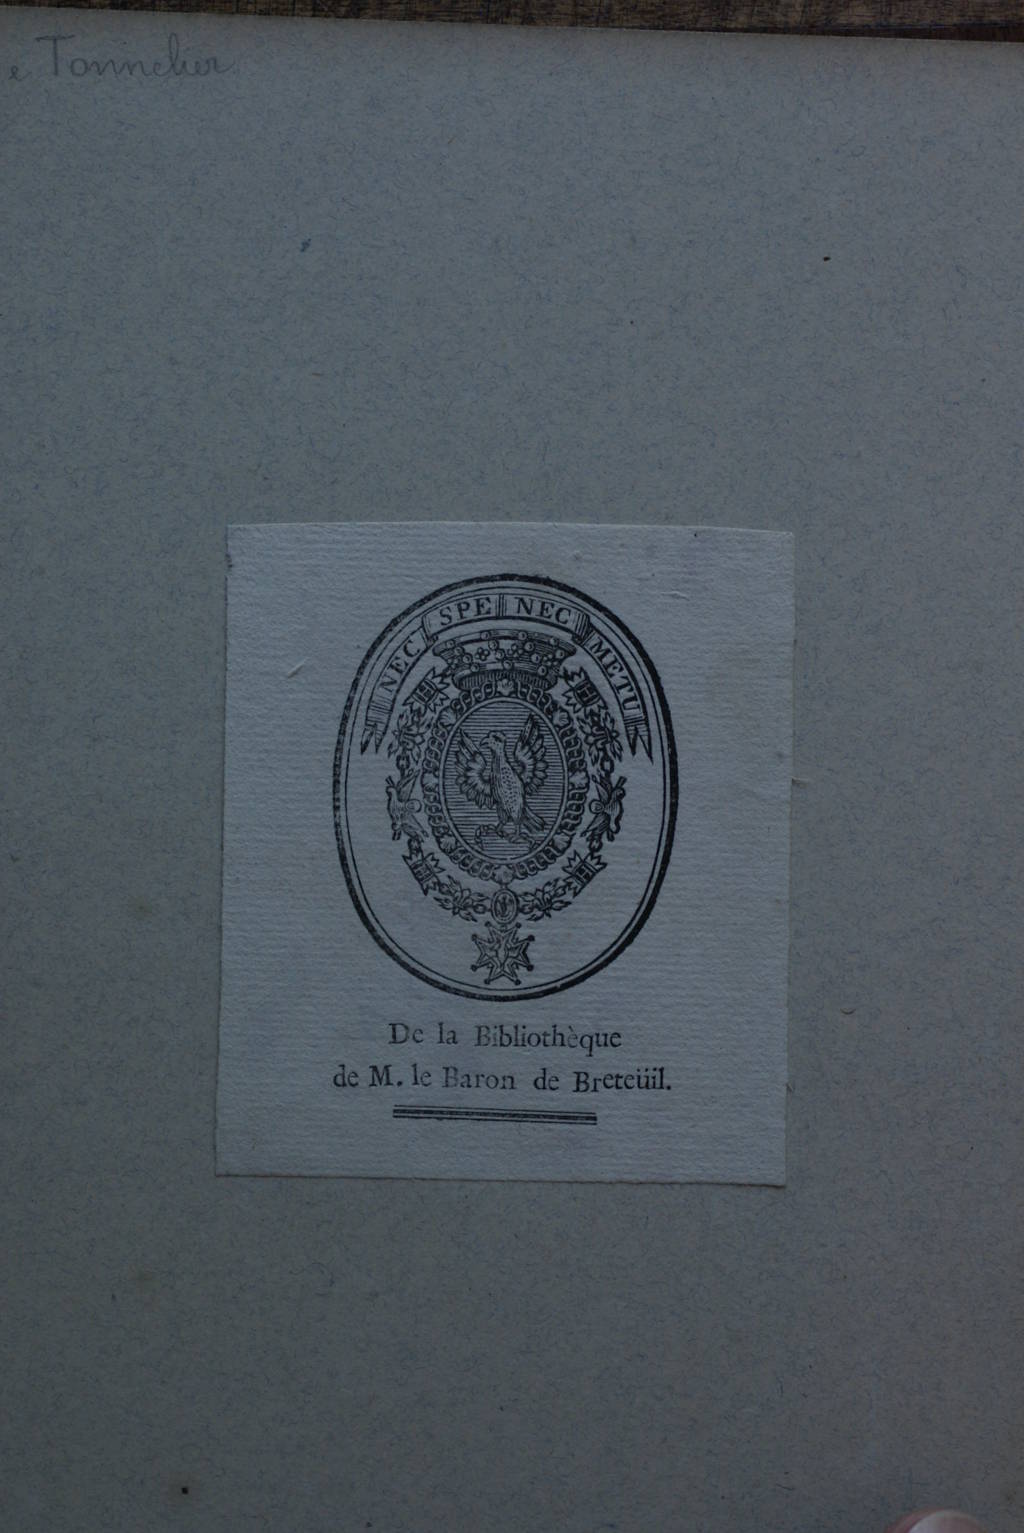 e Tonnelier
NEC SPE NEC METU
De la Bibliothèque
de M. le Baron de Breteüil.